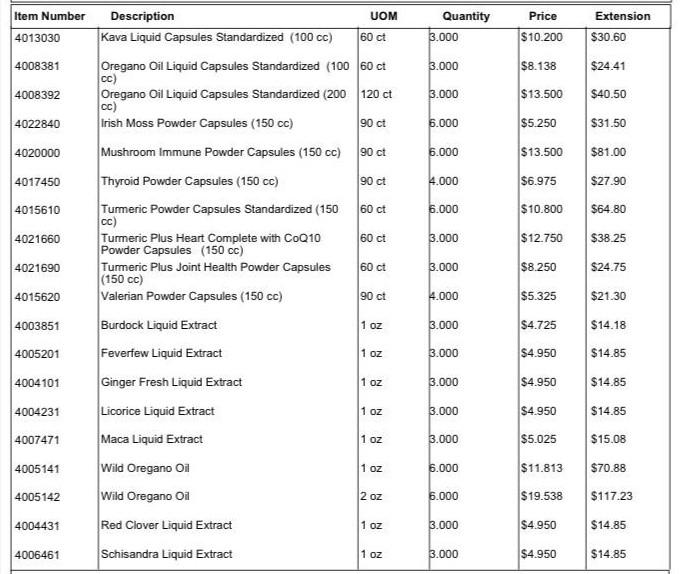 Item Number Description UOM Quantity Price Extension
4013030 Kava Liquid Capsules Standardized (100 cc) 60 ct 3.000 $10.200 $30.60
4008381 Oregano Oil Liquid Capsules Standardized (100 60 ct 3.000 $8.138 $24.41
cc)
4008392 Oregano Oil Liquid Capsules Standardized (200 120 ct 3.000 $13.500 $40.50
cc)
4022840 Irish Moss Powder Capsules (150 cc) 90 ct 6.000 $5.250 $31.50
4020000 Mushroom Immune Powder Capsules (150 cc) 90 ct 6.000 $13.500 $81.00
4017450 Thyroid Powder Capsules (150 cc) 90 ct 4.000 $6.975 $27.90
4015610 Turmeric Powder Capsules Standardized (150 60 ct 6.000 $10.800 $64.80
cc)
4021660 Turmeric Plus Heart Complete with CoQ10 60 ct 3.000 $12.750 $38.25
Powder Capsules (150 cc)
4021690 Turmeric Plus Joint Health Powder Capsules 60 ct 3.000 $8.250 $24.75
(150 cc)
4015620 Valerian Powder Capsules (150 cc) 90 ct 4.000 $5.325 $21.30
4003851 Burdock Liquid Extract 1 oz 3.000 $4.725 $14.18
4005201 Feverfew Liquid Extract 1 oz 3.000 $4.950 $14.85
4004101 Ginger Fresh Liquid Extract 1 oz 3.000 $4.950 $14.85
4004231 Licorice Liquid Extract 1 oz 3.000 $4.950 $14.85
4007471 Maca Liquid Extract 1 oz 3.000 $5.025 $15.08
4005141 Wild Oregano Oil 1 oz 6.000 $11.813 $70.88
4005142 Wild Oregano Oil 2 oz 6.000 $19.538 $117.23
4004431 Red Clover Liquid Extract 1 oz 3.000 $4.950 $14.85
4006461 Schisandra Liquid Extract 1 oz 3.000 $4.950 $14.85